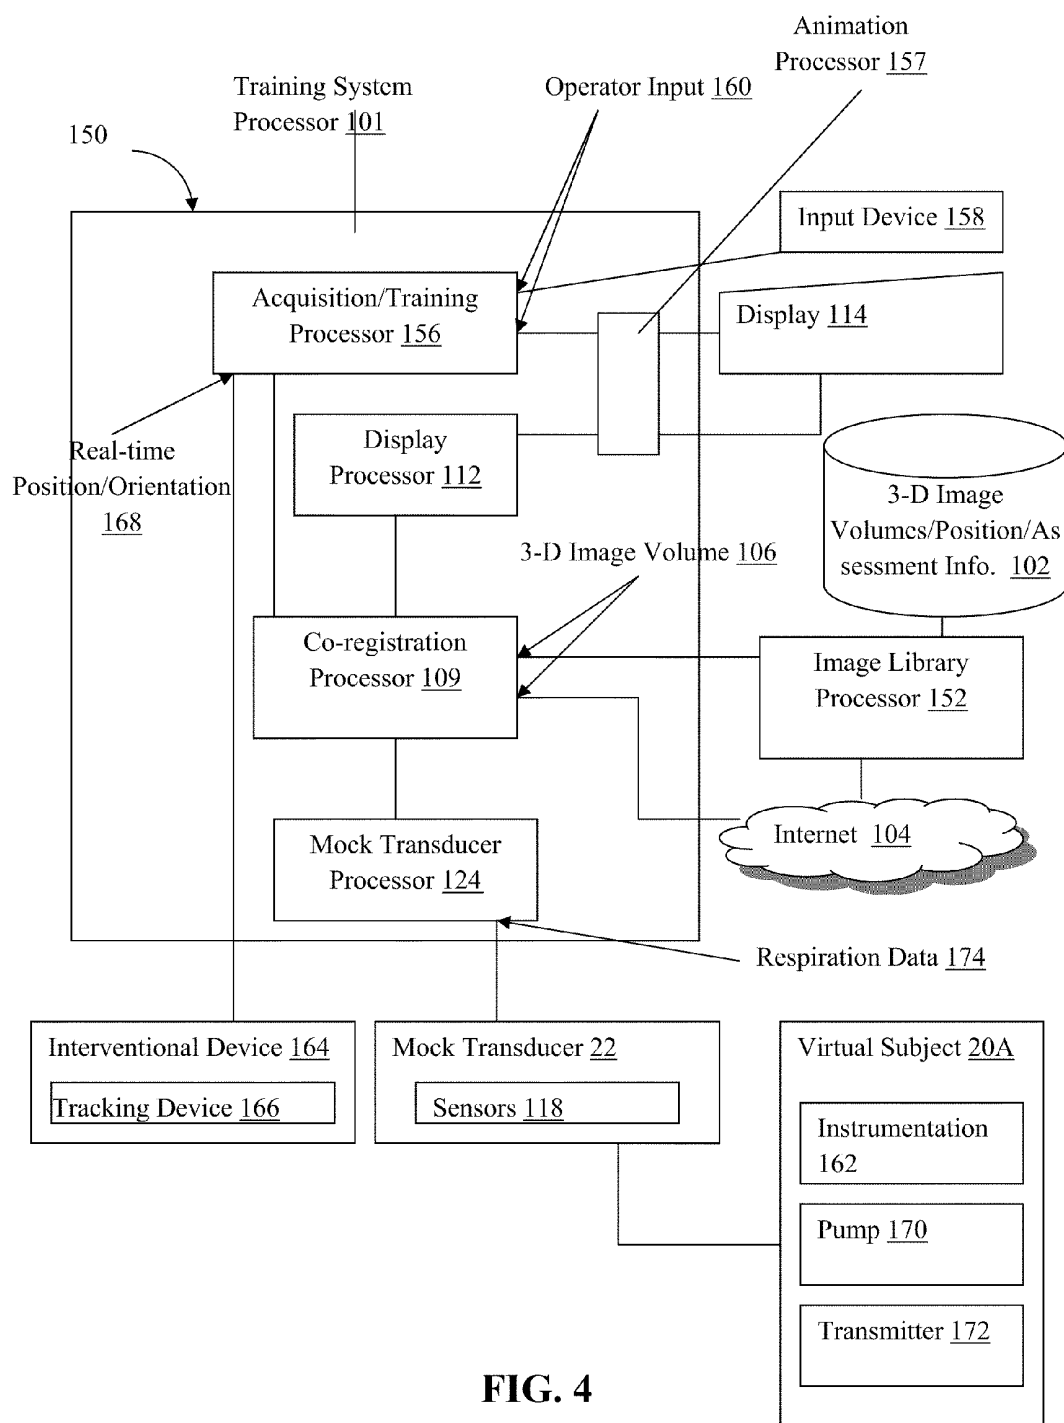 Animation
Processor 157
Training System
Processor 101
Operator Input 160
150
Input Device 158
Acquisition/Training
Processor 156
Display 114
Display
Processor 112
Real-time
Position/Orientation
168
3-D Image
Volumes/Position/As
sessment Info. 102
3-D Image Volume 106
Co-registration
Processor 109
Image Library
Processor 152
Internet 104
Mock Transducer
Processor 124
Respiration Data 174
Interventional Device 164
Tracking Device 166
Mock Transducer 22
Sensors 118
Virtual Subject 20A
Instrumentation
162
Pump 170
Transmitter 172
FIG. 4